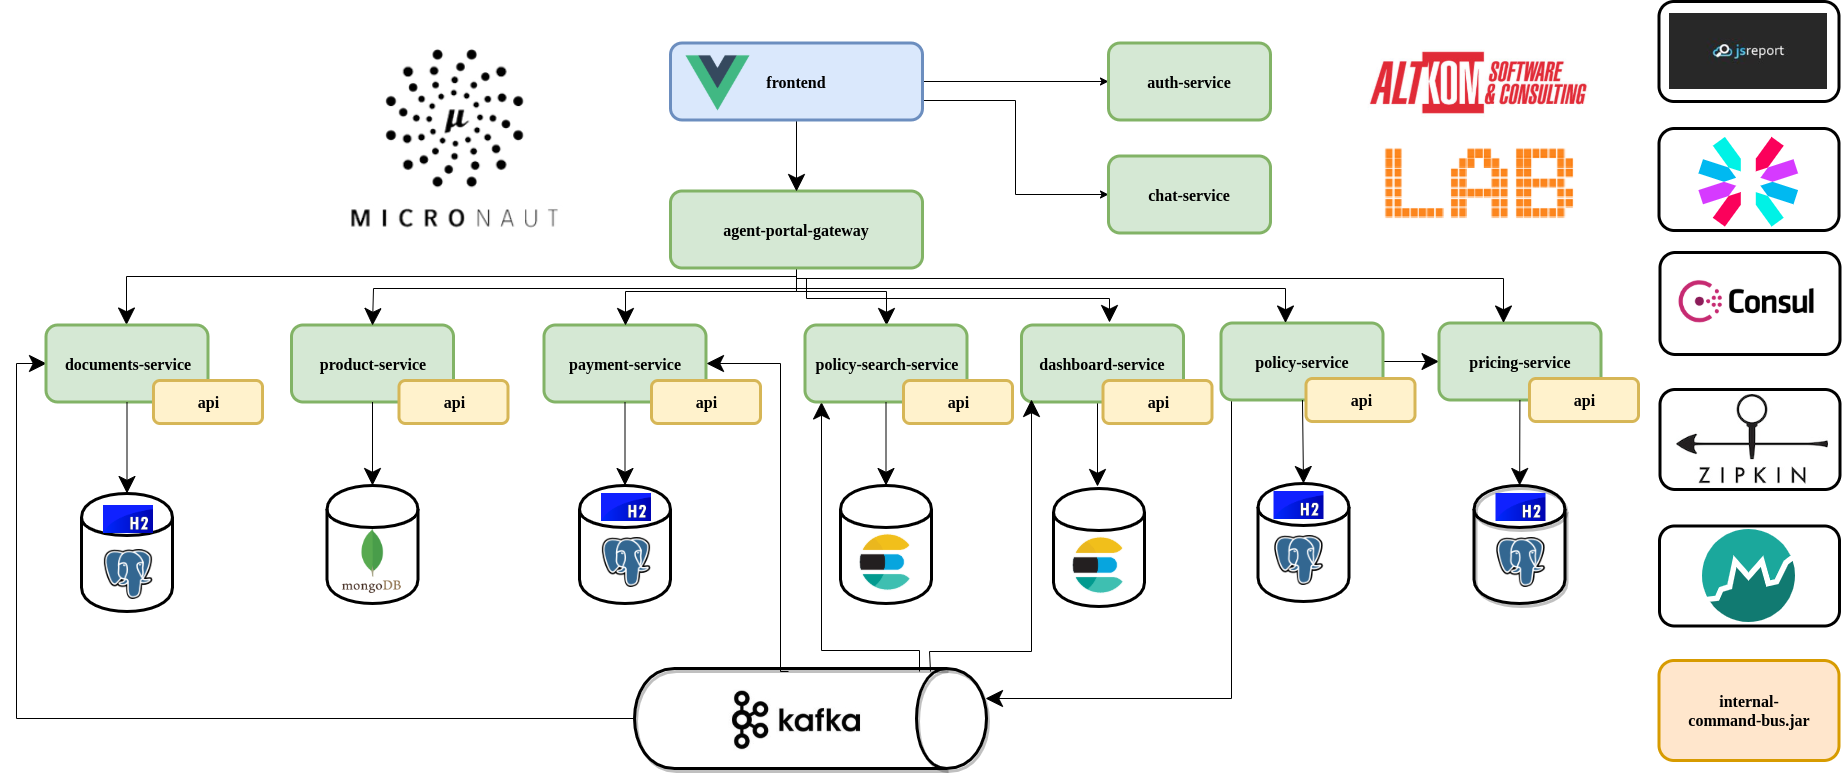 jsreport
frontend
auth-service
ALTKOM SOFTWARE
& CONSULTING
LAB
µ
MICRONAUT
chat-service
agent-portal-gateway
Consul
documents-service
product-service
payment-service
policy-search-service
dashboard-service
policy-service
pricing-service
api
api
api
api
api
api
api
ZIPKIN
H2
mongoDB
H2
H2
H2
kafka
internal-
command-bus.jar